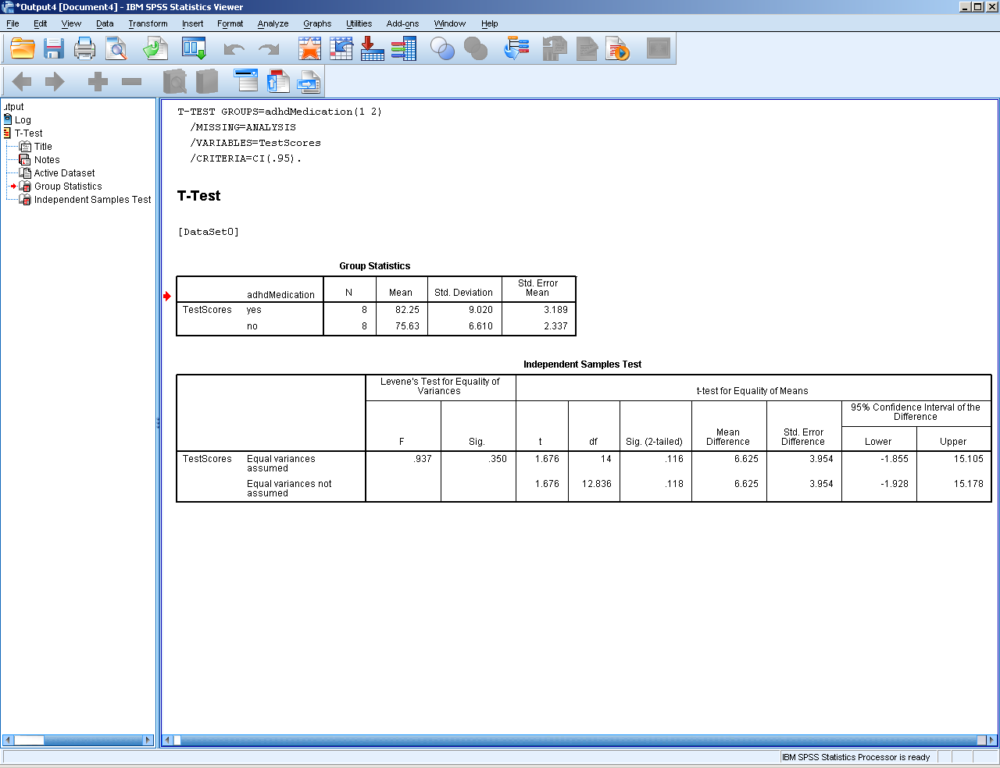 *Output4 [Document4] - IBM SPSS Statistics Viewer
File Edit View Data Transform Insert Format Analyze Graphs Utilities Add-ons Window Help
utput
Log
T-Test
Title
Notes
Active Dataset
Group Statistics
Independent Samples Test
T-TEST GROUPS=adhdMedication(1 2)
/MISSING=ANALYSIS
/VARIABLES=TestScores
/CRITERIA=CI(.95).
T-Test
[DataSet0]
Group Statistics
adhdMedication N Mean Std. Deviation Std. Error Mean
TestScores yes 8 82.25 9.020 3.189
no 8 75.63 6.610 2.337
Independent Samples Test
Levene's Test for Equality of Variances t-test for Equality of Means
95% Confidence Interval of the Difference
F Sig. t df Sig. (2-tailed) Mean Difference Std. Error Difference Lower Upper
TestScores Equal variances assumed .937 .350 1.676 14 .116 6.625 3.954 -1.855 15.105
Equal variances not assumed 1.676 12.836 .118 6.625 3.954 -1.928 15.178
IBM SPSS Statistics Processor is ready